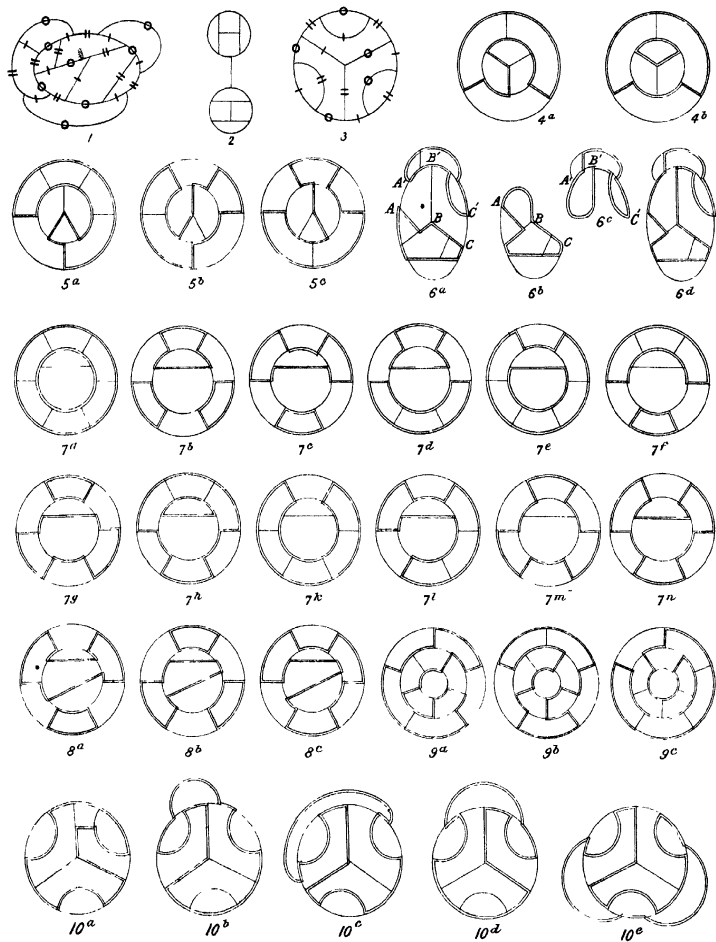 1 2 3 4a 4b
A' B' A B C' C A B C A' B' C'
5a 5b 5c 6a 6b 6c 6d
7a 7b 7c 7d 7e 7f
7g 7h 7k 7l 7m 7n
8a 8b 8c 9a 9b 9c
10a 10b 10c 10d 10e